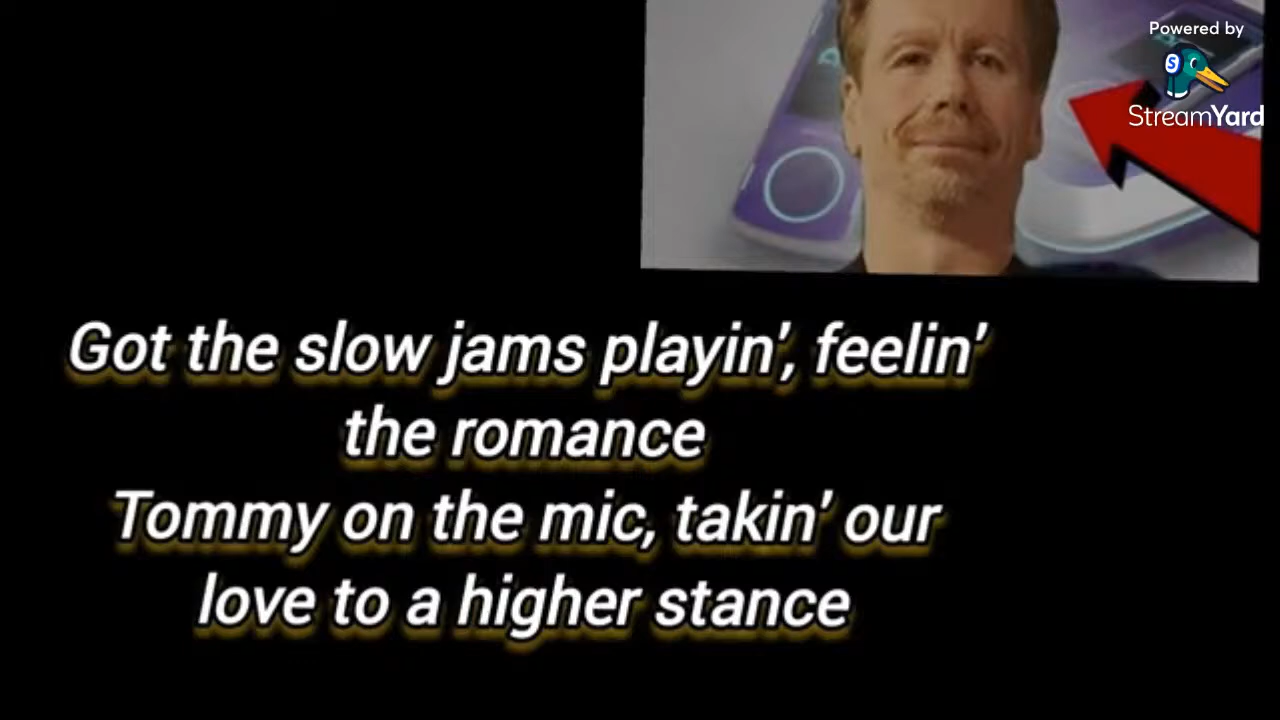 Powered by
StreamYard
Got the slow jams playin', feelin'
the romance
Tommy on the mic, takin' our
love to a higher stance